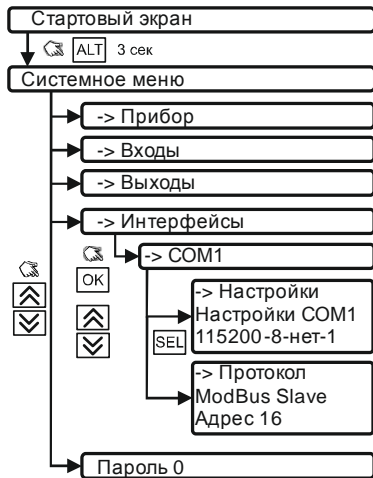 Стартовый экран
ALT 3 сек
Системное меню
-> Прибор
-> Входы
-> Выходы
-> Интерфейсы
-> COM1
OK
-> Настройки
Настройки COM1
115200-8-нет-1
SEL
-> Протокол
ModBus Slave
Адрес 16
Пароль 0